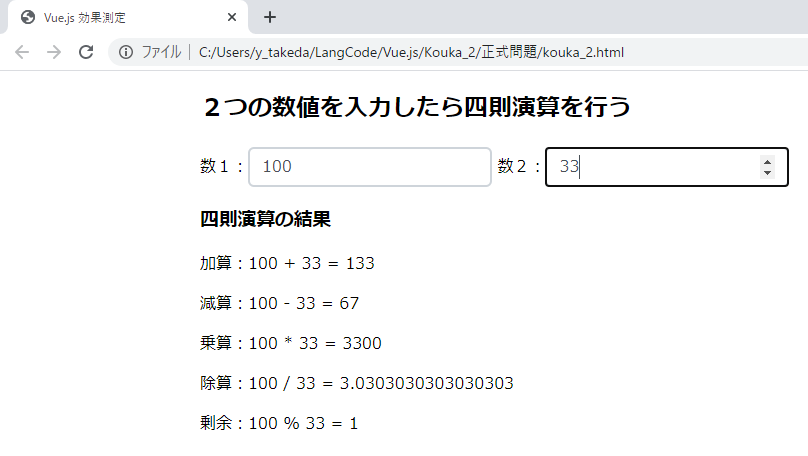 Vue.js 効果測定
ファイル C:/Users/y_takeda/LangCode/Vue.js/Kouka_2/正式問題/kouka_2.html
２つの数値を入力したら四則演算を行う
数１：100 数２：33
四則演算の結果
加算：100 + 33 = 133
減算：100 - 33 = 67
乗算：100 * 33 = 3300
除算：100 / 33 = 3.0303030303030303
剰余：100 % 33 = 1